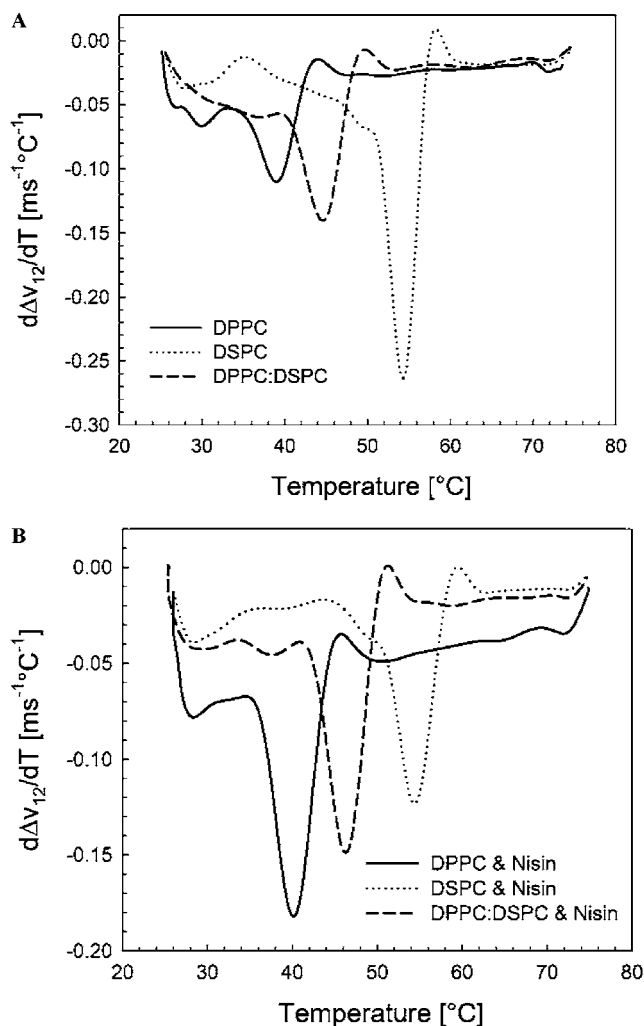 A
0.00
-0.05
-0.10
-0.15
-0.20
-0.25
-0.30
dΔv₁₂/dT [ms⁻¹°C⁻¹]
DPPC
DSPC
DPPC:DSPC
20 30 40 50 60 70 80
Temperature [°C]
B
0.00
-0.05
-0.10
-0.15
-0.20
dΔv₁₂/dT [ms⁻¹°C⁻¹]
DPPC & Nisin
DSPC & Nisin
DPPC:DSPC & Nisin
20 30 40 50 60 70 80
Temperature [°C]